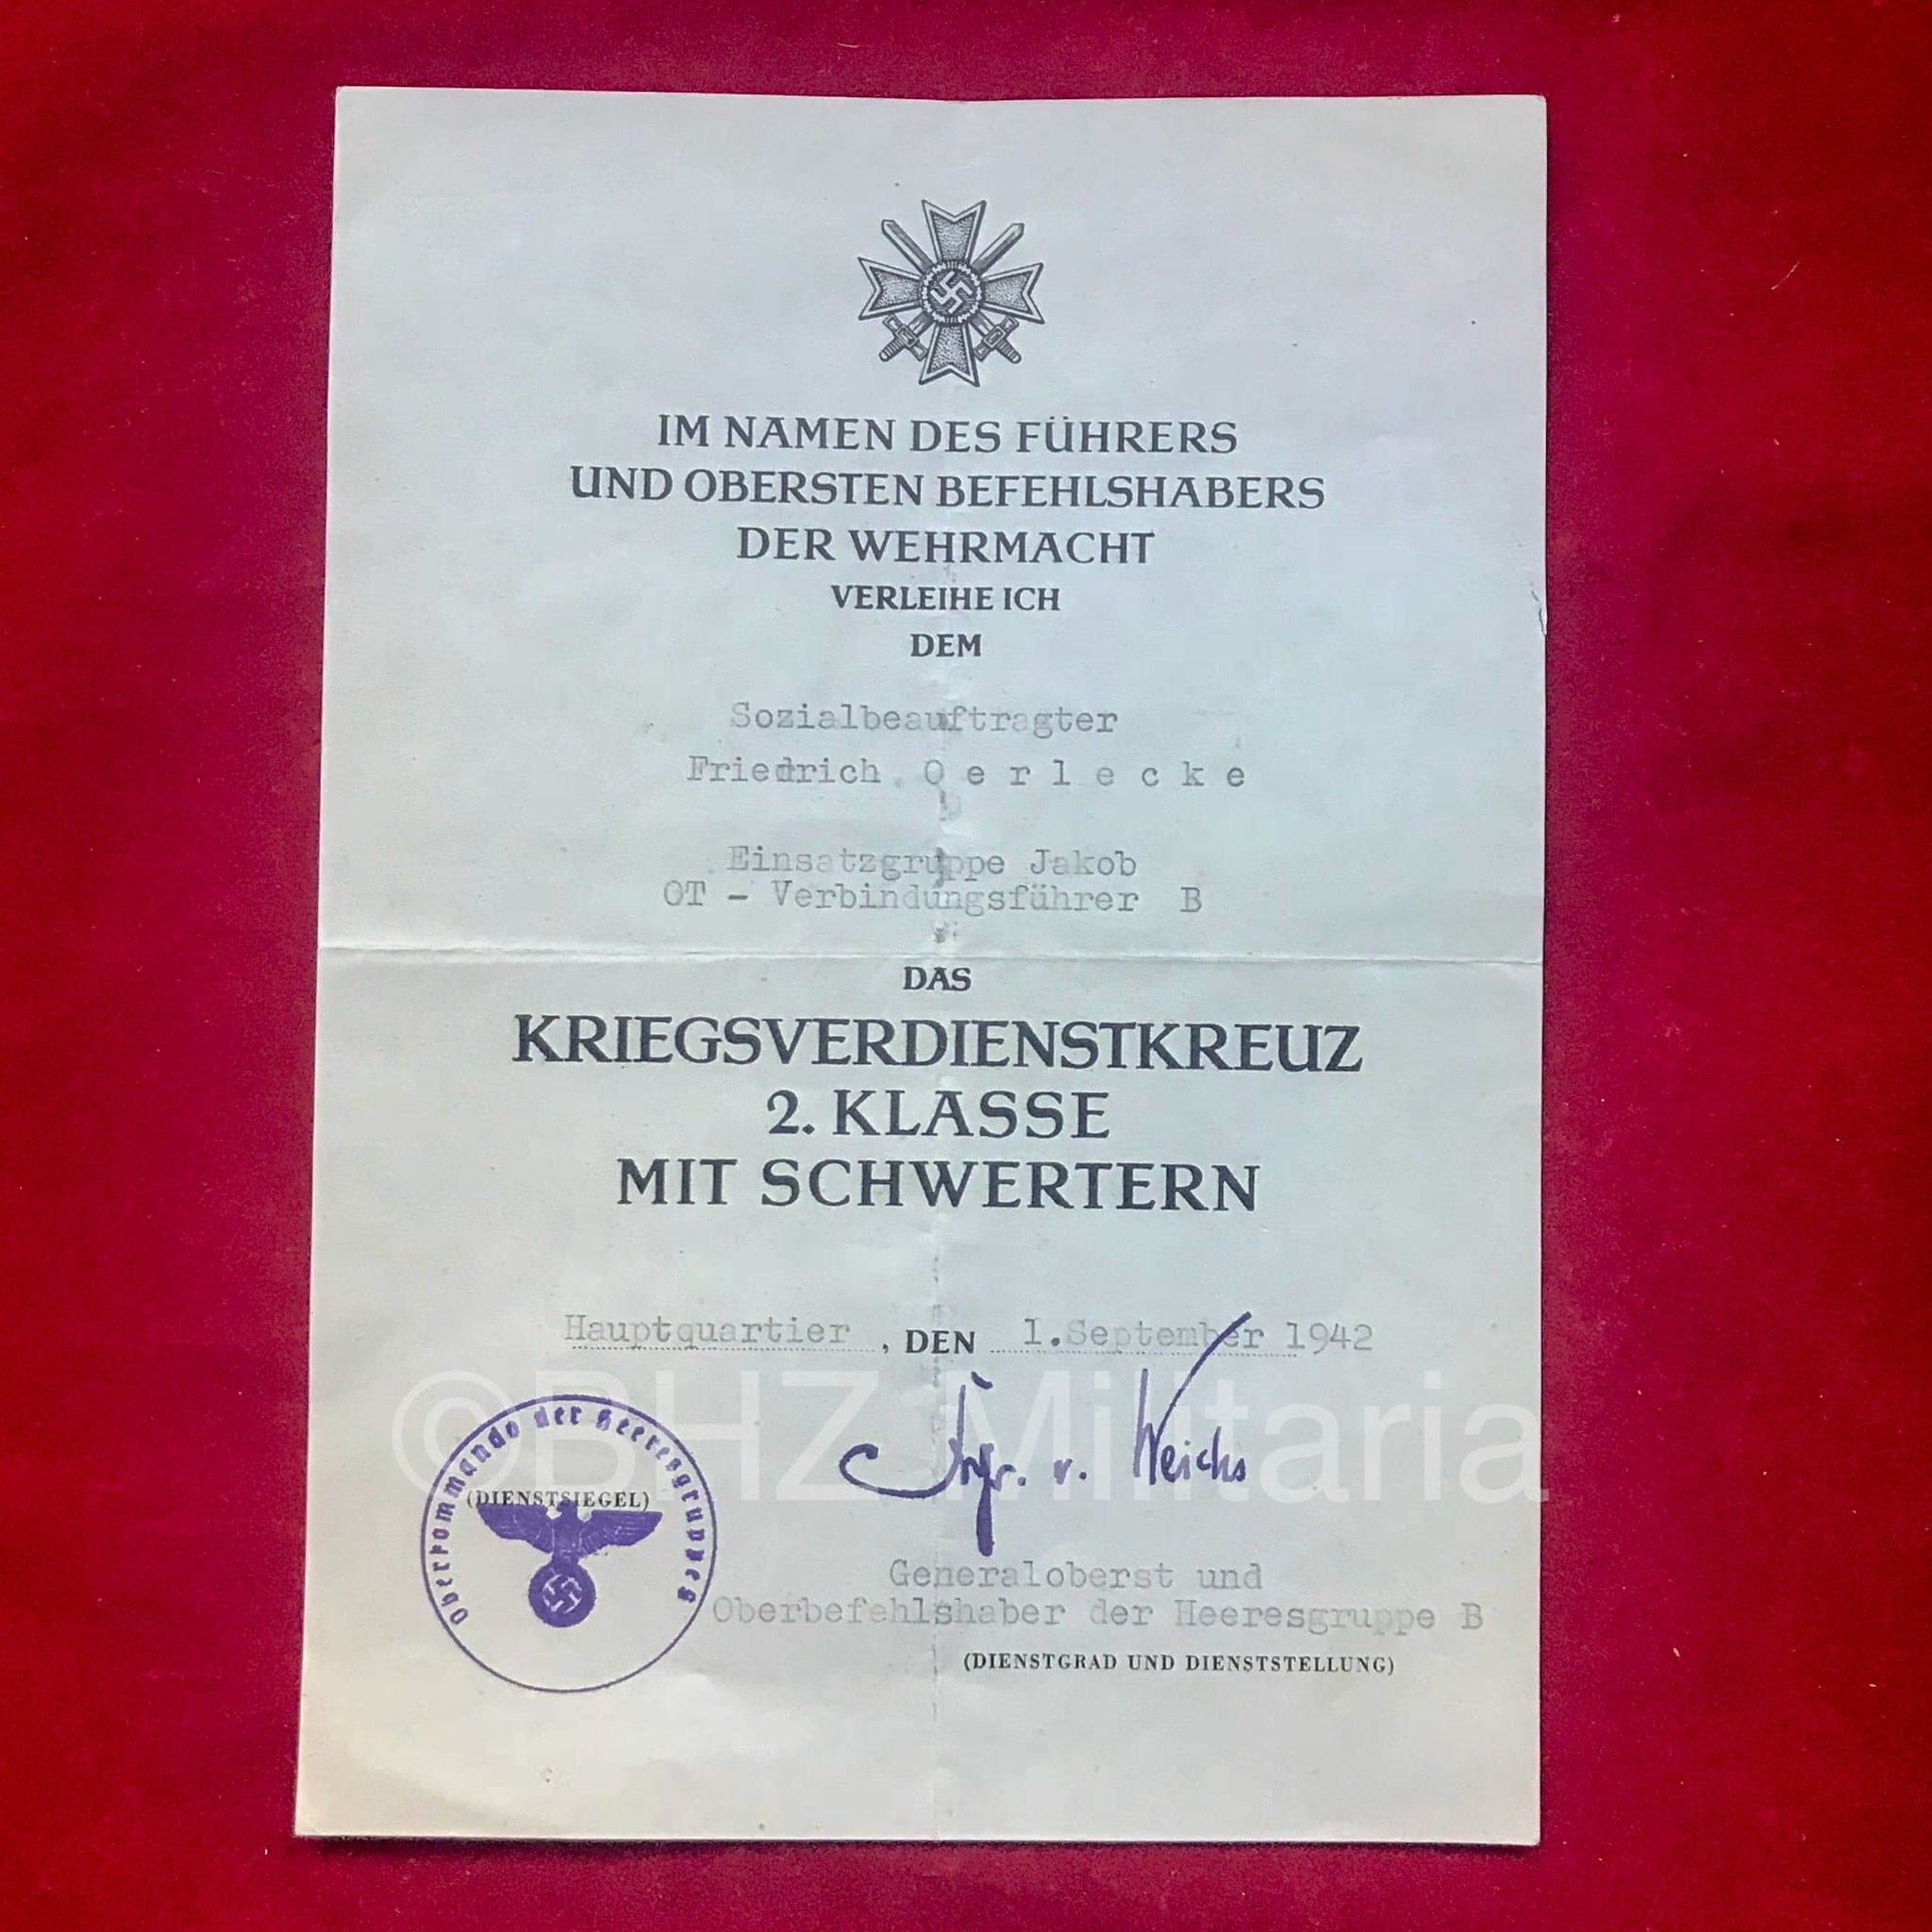 IM NAMEN DES FÜHRERS
UND OBERSTEN BEFEHLSHABERS
DER WEHRMACHT
VERLEIHE ICH
DEM
Sozialbeauftragter
Friedrich O e r l e c k e
Einsatzgruppe Jakob
OT - Verbindungsführer B
DAS
KRIEGSVERDIENSTKREUZ
2. KLASSE
MIT SCHWERTERN
Hauptquartier , DEN 1.September 1942
©BHZ Militaria
Oberkommando der Heeresgruppe B
(DIENSTSIEGEL)
Frhr. v. Weichs
Generaloberst und
Oberbefehlshaber der Heeresgruppe B
(DIENSTGRAD UND DIENSTSTELLUNG)